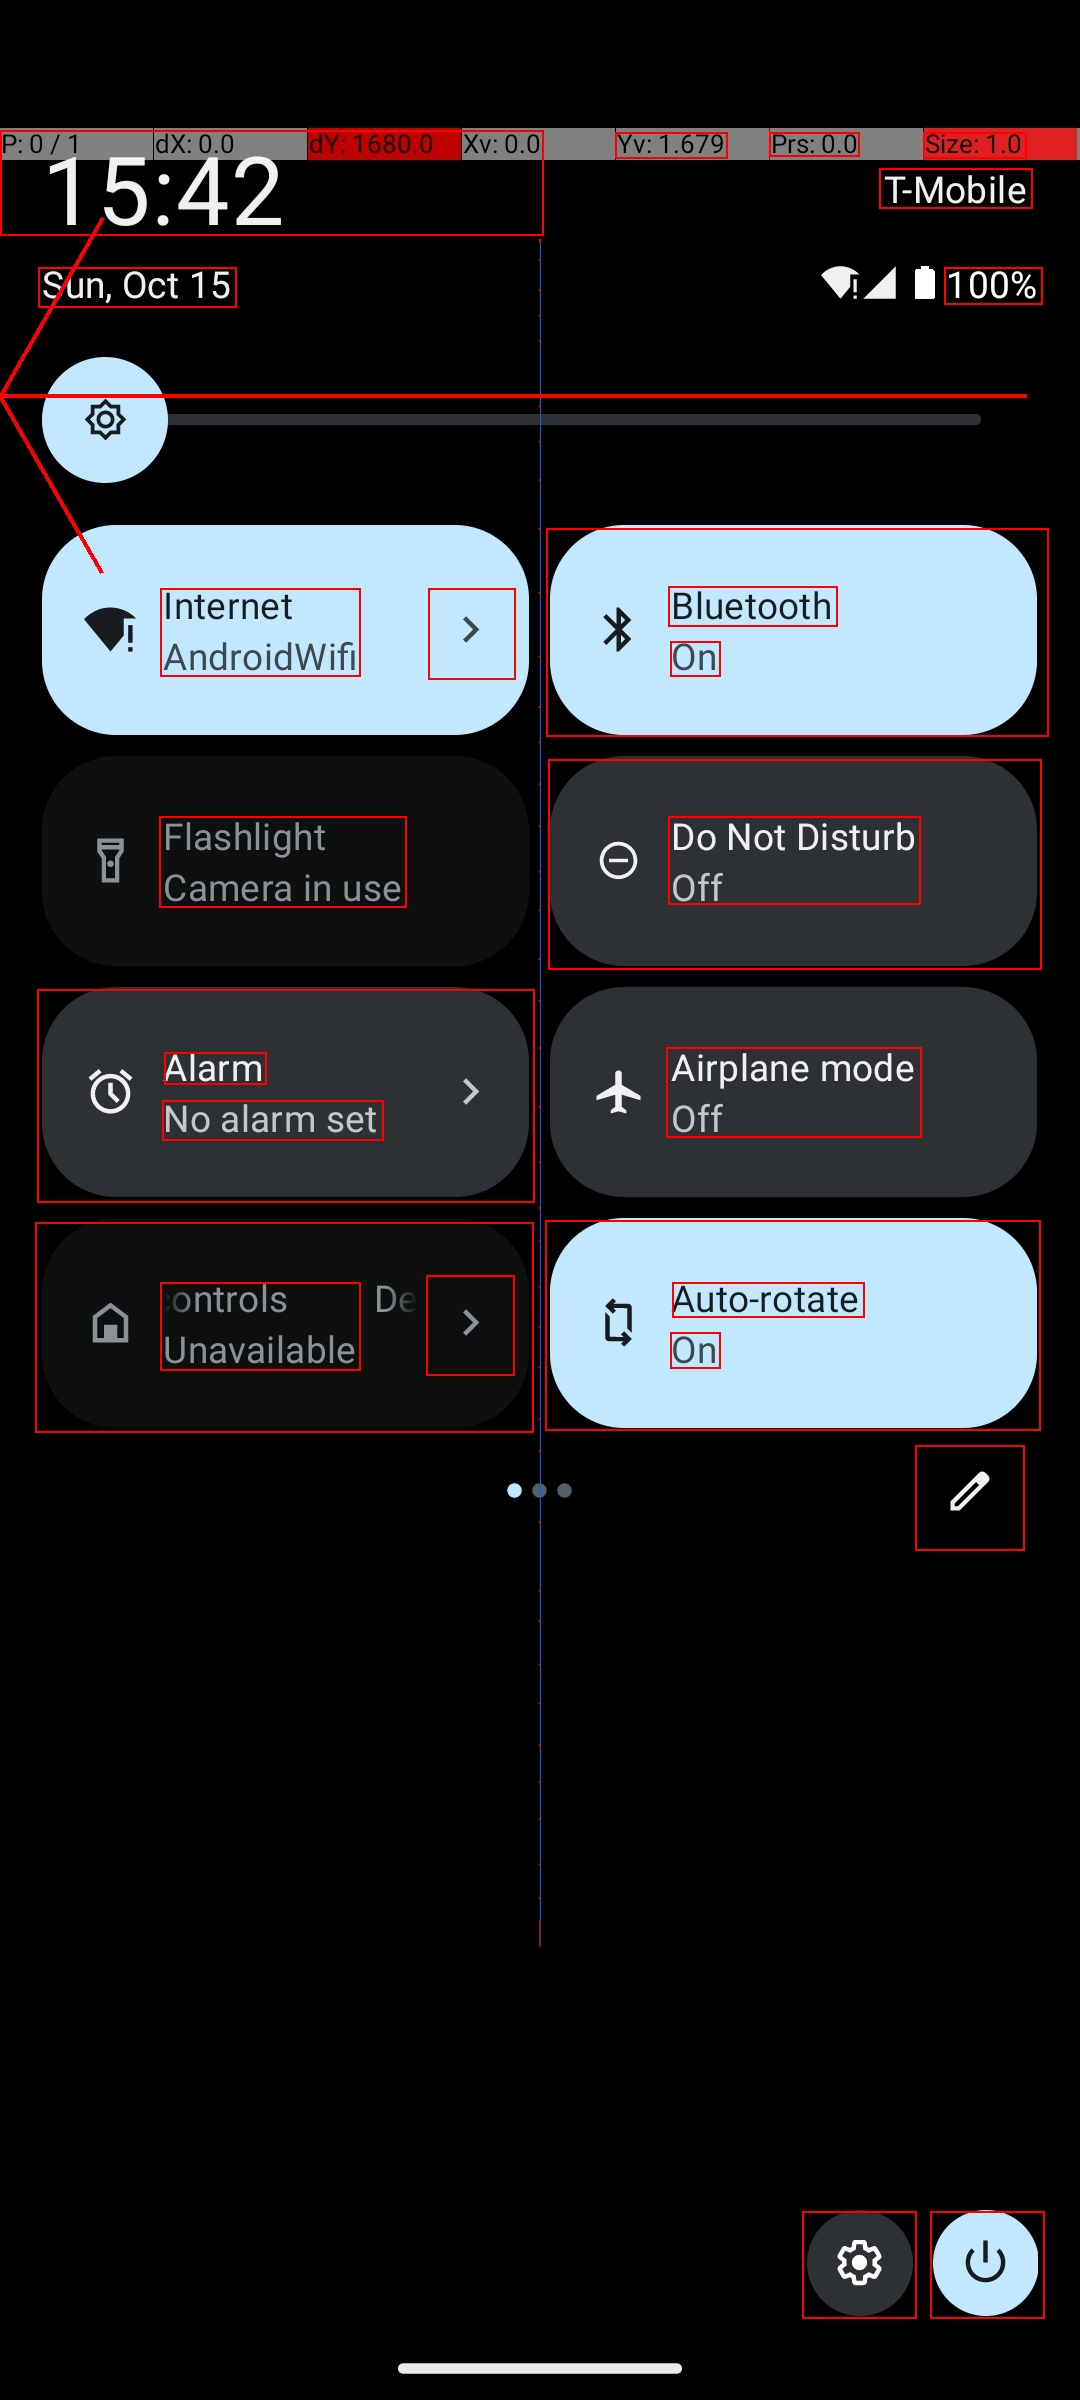 P: 0 / 1 dX: 0.0 dY: 1680.0 Xv: 0.0 Yv: 1.679 Prs: 0.0 Size: 1.0
15:42
T-Mobile
Sun, Oct 15
100%
Internet
AndroidWifi
Bluetooth
On
Flashlight
Camera in use
Do Not Disturb
Off
Alarm
No alarm set
Airplane mode
Off
controls De
Unavailable
Auto-rotate
On